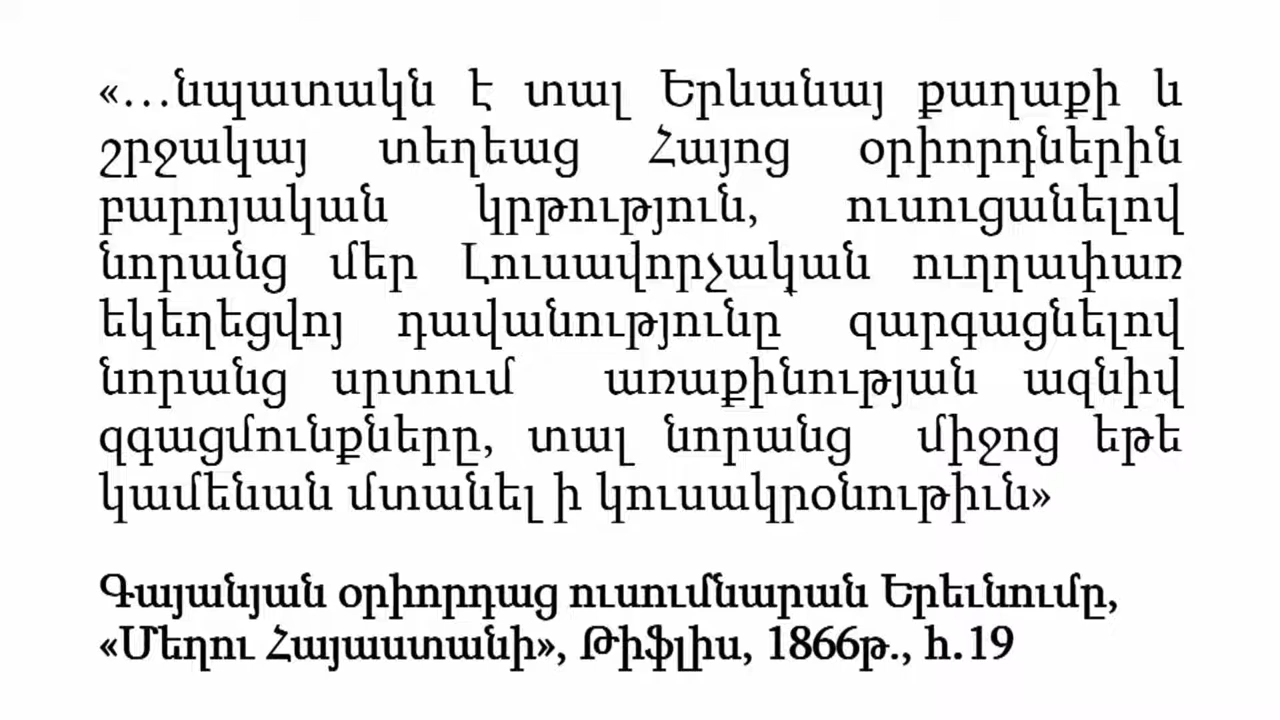 «…նպատակն է տալ Երևանայ քաղաքի և
շրջակայ տեղեաց Հայոց օրիորդներին
բարոյական կրթություն, ուսուցանելով
նորանց մեր Լուսավորչական ուղղափառ
եկեղեցվոյ դավանությունը՝ զարգացնելով
նորանց սրտում առաքինության ազնիվ
զգացմունքները, տալ նորանց միջոց եթե
կամենան մտանել ի կուսակրօնութիւն»
Գայանյան օրիորդաց ուսումնարան Երեւնումը,
«Մեղու Հայաստանի», Թիֆլիս, 1866թ., հ.19